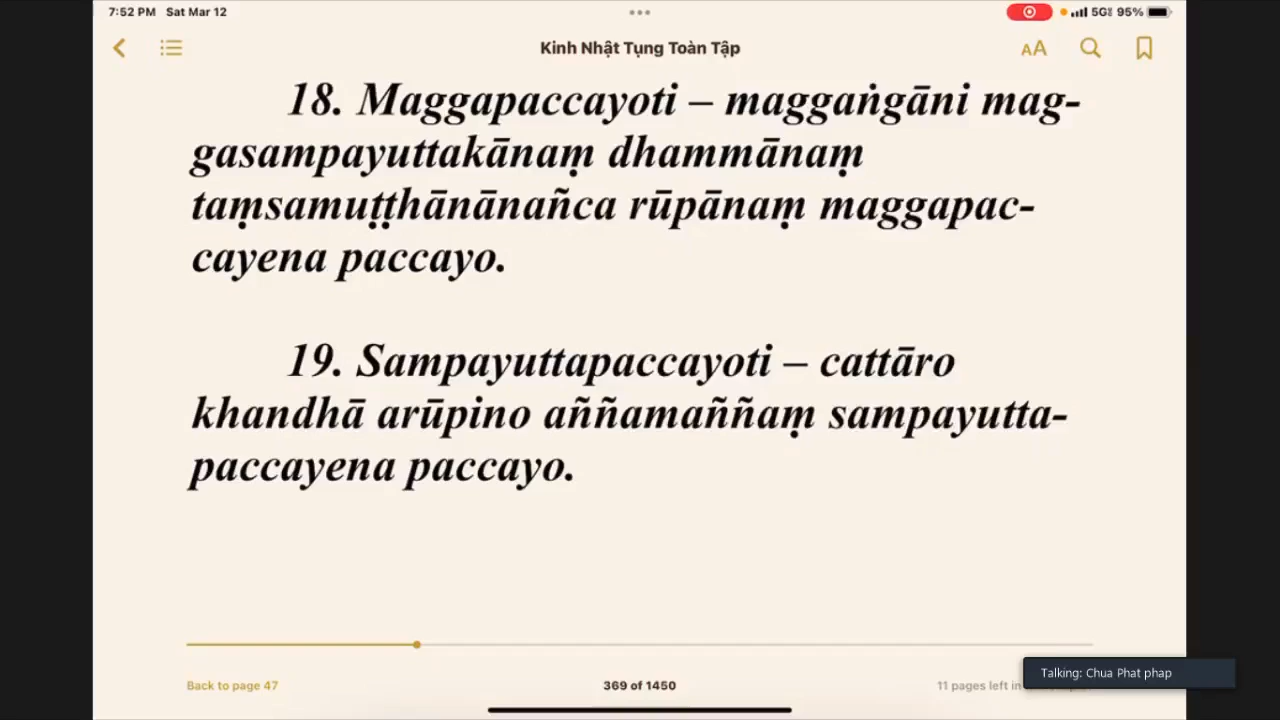 7:52 PM Sat Mar 12
5G 95%
Kinh Nhật Tụng Toàn Tập
AA
18. Maggapaccayoti – maggaṅgāni mag-
gasampayuttakānaṃ dhammānaṃ
taṃsamuṭṭhānānañca rūpānaṃ maggapac-
cayena paccayo.
19. Sampayuttapaccayoti – cattāro
khandhā arūpino aññamaññaṃ sampayutta-
paccayena paccayo.
Talking: Chua Phat phap
Back to page 47
369 of 1450
11 pages left in